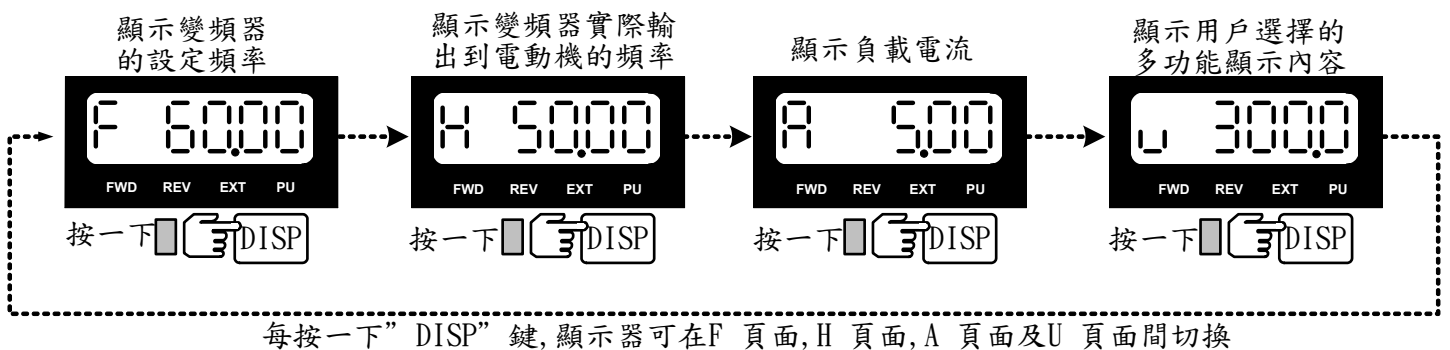 顯示變頻器
的設定頻率
顯示變頻器實際輸
出到電動機的頻率
顯示負載電流
顯示用戶選擇的
多功能顯示內容
F 60.00
H 50.00
A 5.00
u 300.0
FWD REV EXT PU
FWD REV EXT PU
FWD REV EXT PU
FWD REV EXT PU
按一下 DISP
按一下 DISP
按一下 DISP
按一下 DISP
每按一下” DISP” 鍵,顯示器可在F 頁面,H 頁面,A 頁面及U 頁面間切換